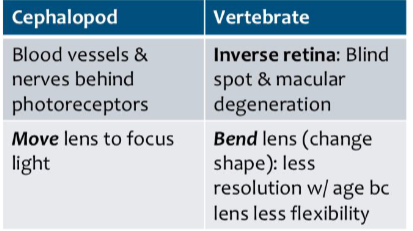 Cephalopod
Vertebrate
Blood vessels &
nerves behind
photoreceptors
Inverse retina: Blind
spot & macular
degeneration
Move lens to focus
light
Bend lens (change
shape): less
resolution w/ age bc
lens less flexibility